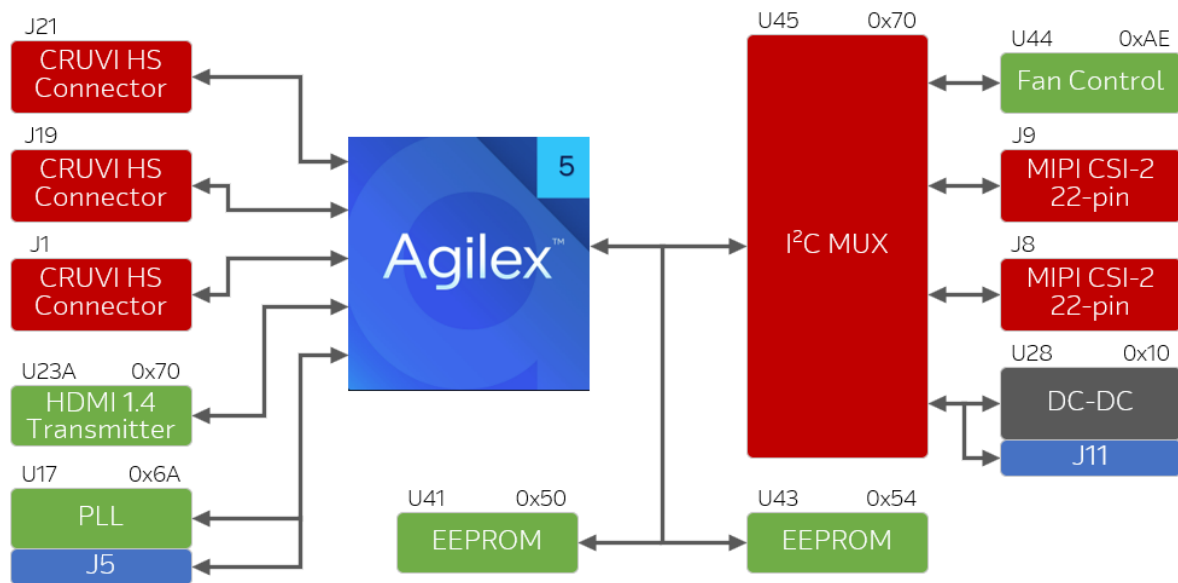 J21
CRUVI HS
Connector
J19
CRUVI HS
Connector
J1
CRUVI HS
Connector
U23A 0x70
HDMI 1.4
Transmitter
U17 0x6A
PLL
J5
5
Agilex™
U41 0x50
EEPROM
U43 0x54
EEPROM
U45 0x70
I²C MUX
U44 0xAE
Fan Control
J9
MIPI CSI-2
22-pin
J8
MIPI CSI-2
22-pin
U28 0x10
DC-DC
J11